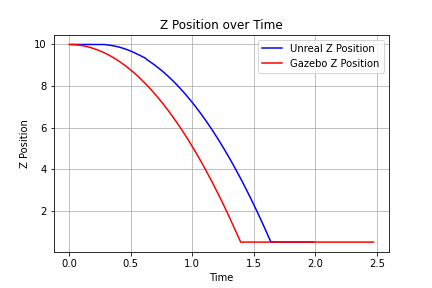 Z Position over Time
Unreal Z Position
Gazebo Z Position
Z Position
10
8
6
4
2
0.0 0.5 1.0 1.5 2.0 2.5
Time